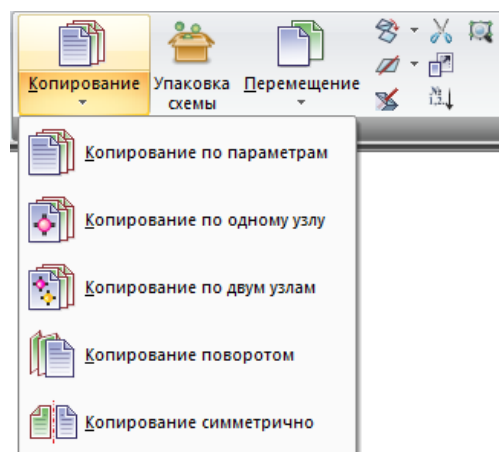 Копирование Упаковка схемы Перемещение
Копирование по параметрам
Копирование по одному узлу
Копирование по двум узлам
Копирование поворотом
Копирование симметрично